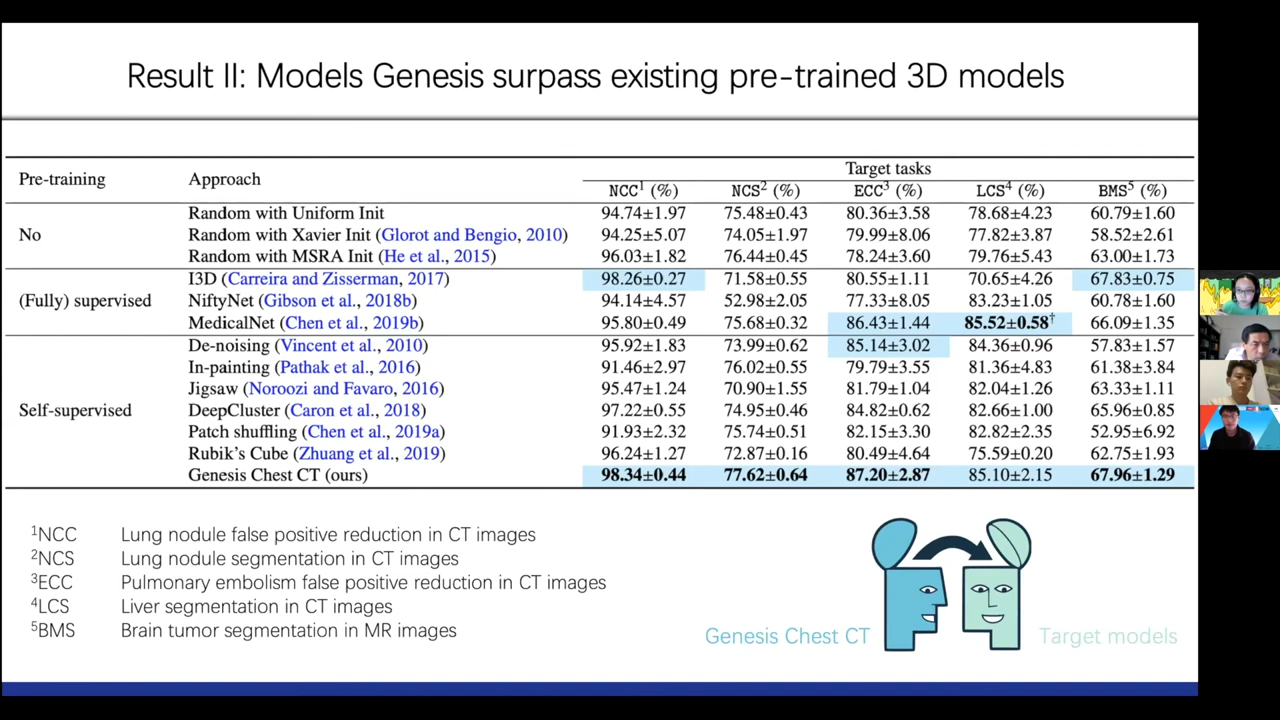 Result II: Models Genesis surpass existing pre-trained 3D models
Pre-training Approach Target tasks
NCC¹ (%) NCS² (%) ECC³ (%) LCS⁴ (%) BMS⁵ (%)
Random with Uniform Init 94.74±1.97 75.48±0.43 80.36±3.58 78.68±4.23 60.79±1.60
No Random with Xavier Init (Glorot and Bengio, 2010) 94.25±5.07 74.05±1.97 79.99±8.06 77.82±3.87 58.52±2.61
Random with MSRA Init (He et al., 2015) 96.03±1.82 76.44±0.45 78.24±3.60 79.76±5.43 63.00±1.73
I3D (Carreira and Zisserman, 2017) 98.26±0.27 71.58±0.55 80.55±1.11 70.65±4.26 67.83±0.75
(Fully) supervised NiftyNet (Gibson et al., 2018b) 94.14±4.57 52.98±2.05 77.33±8.05 83.23±1.05 60.78±1.60
MedicalNet (Chen et al., 2019b) 95.80±0.49 75.68±0.32 86.43±1.44 85.52±0.58† 66.09±1.35
De-noising (Vincent et al., 2010) 95.92±1.83 73.99±0.62 85.14±3.02 84.36±0.96 57.83±1.57
In-painting (Pathak et al., 2016) 91.46±2.97 76.02±0.55 79.79±3.55 81.36±4.83 61.38±3.84
Jigsaw (Noroozi and Favaro, 2016) 95.47±1.24 70.90±1.55 81.79±1.04 82.04±1.26 63.33±1.11
Self-supervised DeepCluster (Caron et al., 2018) 97.22±0.55 74.95±0.46 84.82±0.62 82.66±1.00 65.96±0.85
Patch shuffling (Chen et al., 2019a) 91.93±2.32 75.74±0.51 82.15±3.30 82.82±2.35 52.95±6.92
Rubik's Cube (Zhuang et al., 2019) 96.24±1.27 72.87±0.16 80.49±4.64 75.59±0.20 62.75±1.93
Genesis Chest CT (ours) 98.34±0.44 77.62±0.64 87.20±2.87 85.10±2.15 67.96±1.29
¹NCC Lung nodule false positive reduction in CT images
²NCS Lung nodule segmentation in CT images
³ECC Pulmonary embolism false positive reduction in CT images
⁴LCS Liver segmentation in CT images
⁵BMS Brain tumor segmentation in MR images
Genesis Chest CT Target models